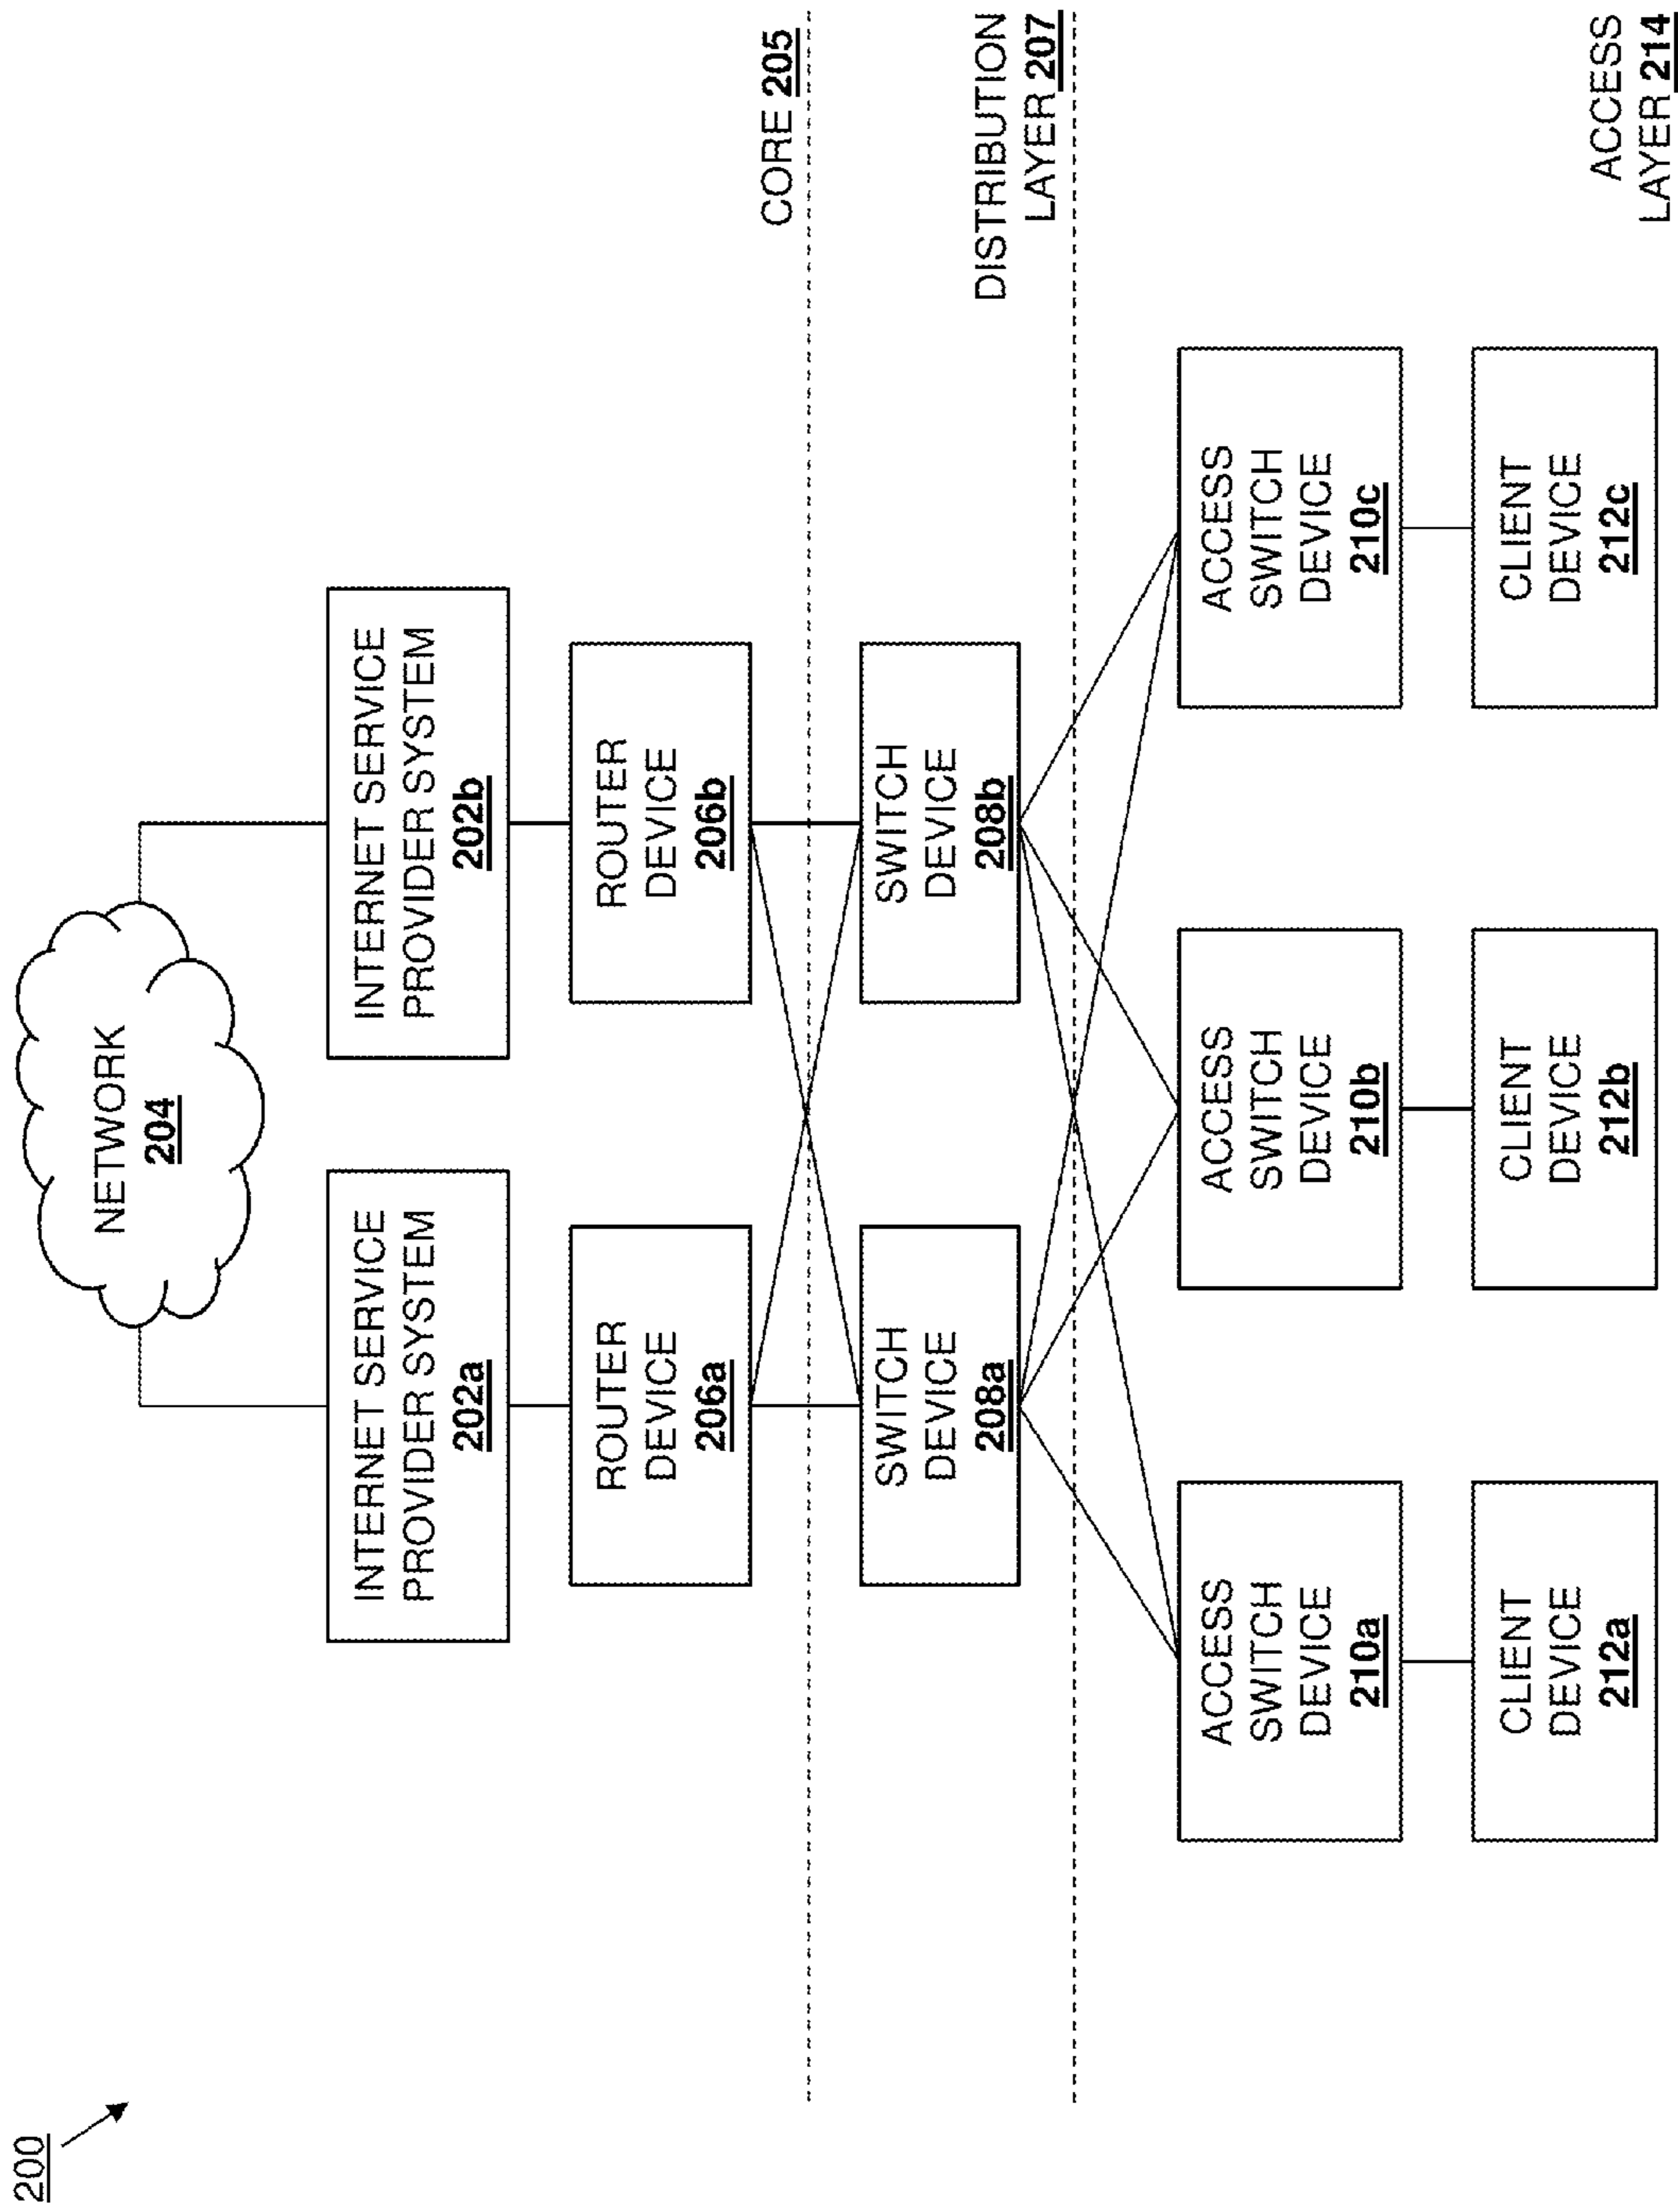 200
NETWORK
204
INTERNET SERVICE
PROVIDER SYSTEM
202a
INTERNET SERVICE
PROVIDER SYSTEM
202b
ROUTER
DEVICE
206a
ROUTER
DEVICE
206b
CORE 205
SWITCH
DEVICE
208a
SWITCH
DEVICE
208b
DISTRIBUTION
LAYER 207
ACCESS
SWITCH
DEVICE
210a
ACCESS
SWITCH
DEVICE
210b
ACCESS
SWITCH
DEVICE
210c
CLIENT
DEVICE
212a
CLIENT
DEVICE
212b
CLIENT
DEVICE
212c
ACCESS
LAYER 214